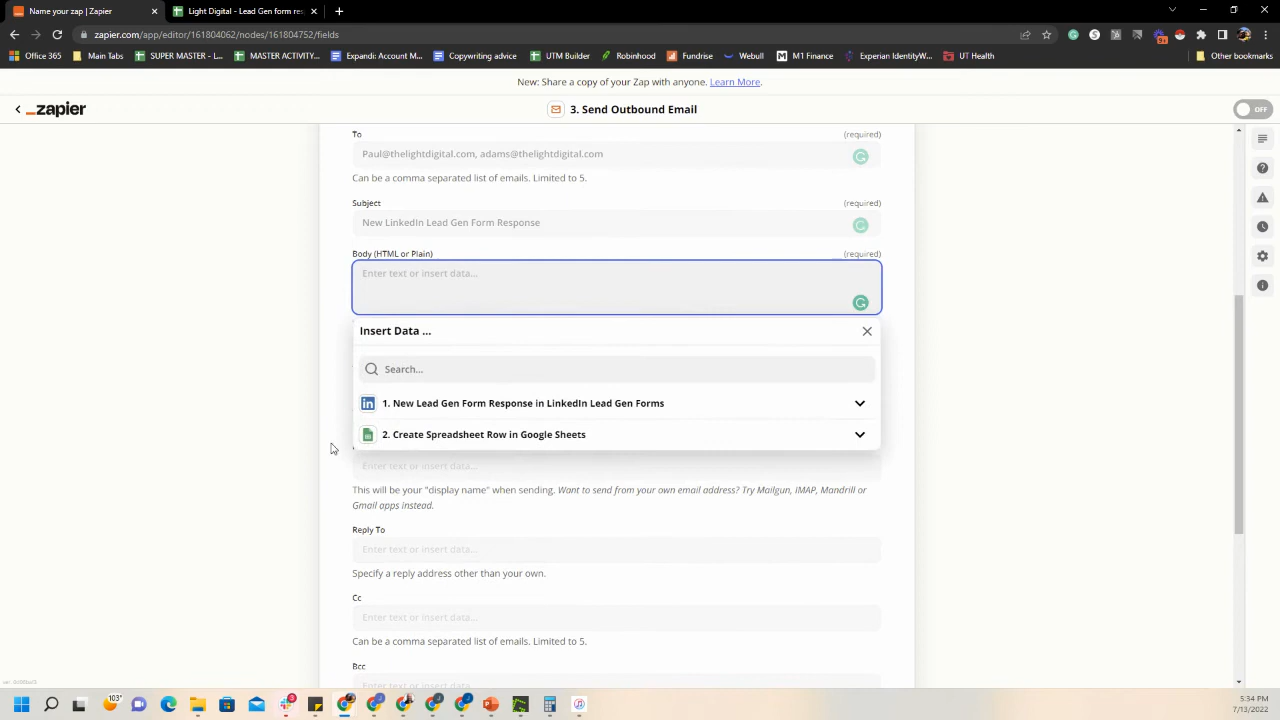 Name your zap | Zapier
Light Digital - Lead Gen form res
zapier.com/app/editor/161804062/nodes/MASTER161804752/fields
Office 365
SUPER MASTER - L...
MASTER ACTIVITY...
Expandi: Account M...
Copywriting advice
UTM Builder
Robinhood
Fundrise
Webull
M1 Finance
Experian IdentityW...
UT Health
Other bookmarks
New: Share a copy of your Zap with anyone. Learn More.
zapier
3. Send Outbound Email
OFF
To
(required)
Paul@thelightdigital.com, adams@thelightdigital.com
Can be a comma separated list of emails. Limited to 5.
Subject
(required)
New LinkedIn Lead Gen Form Response
Body (HTML or Plain)
(required)
Enter text or insert data...
Insert Data ...
Search...
1. New Lead Gen Form Response in LinkedIn Lead Gen Forms
2. Create Spreadsheet Row in Google Sheets
Enter text or insert data...
This will be your "display name" when sending. Want to send from your own email address? Try Mailgun, IMAP, Mandrill or
Gmail apps instead.
Reply To
Enter text or insert data...
Specify a reply address other than your own.
Cc
Enter text or insert data...
Can be a comma separated list of emails. Limited to 5.
Bcc
Enter text or insert data...
103°
5:34 PM
7/13/2022